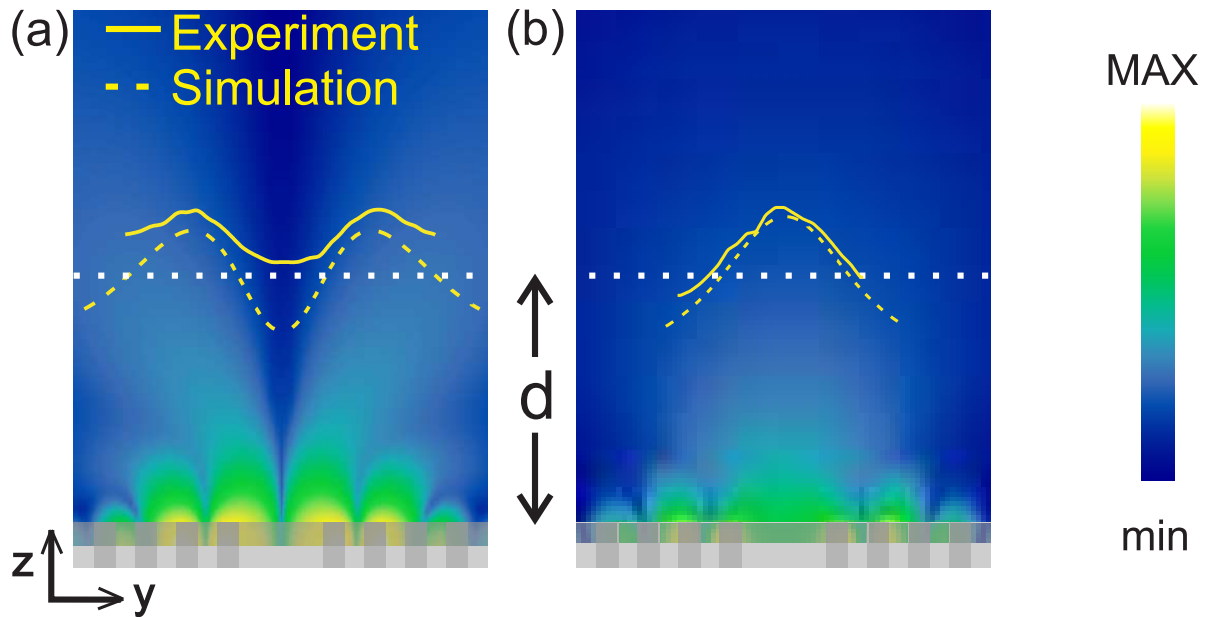 (a)
Experiment
Simulation
(b)
MAX
d
min
z
y